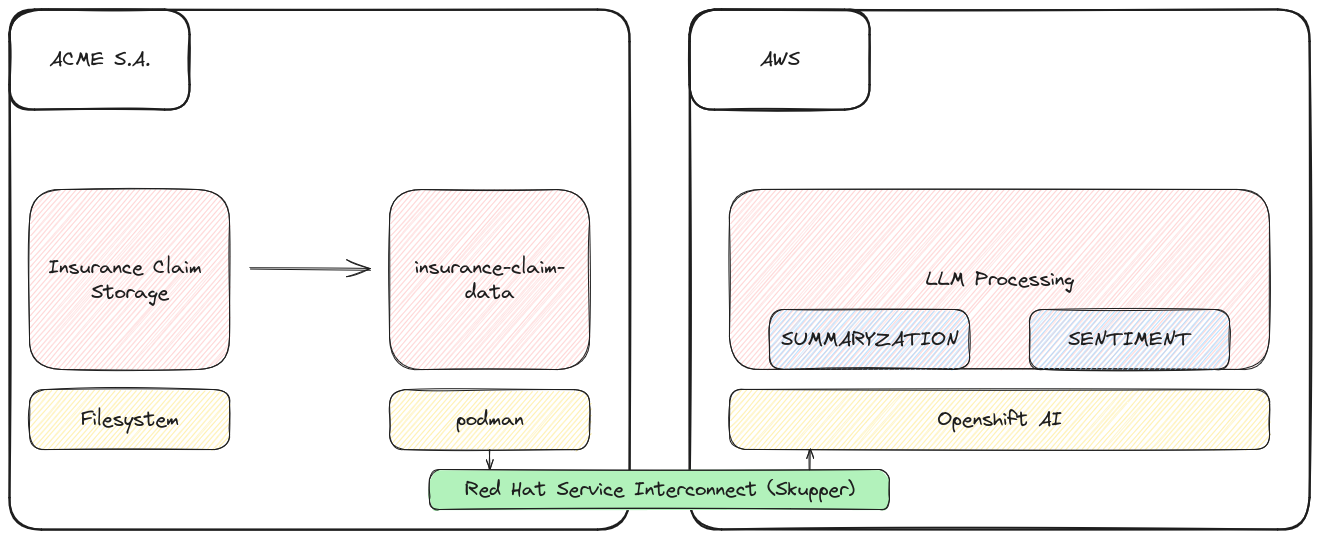 ACME S.A.
AWS
Insurance Claim
Storage
insurance-claim-
data
LLM Processing
SUMMARYZATION
SENTIMENT
Filesystem
podman
Openshift AI
Red Hat Service Interconnect (Skupper)